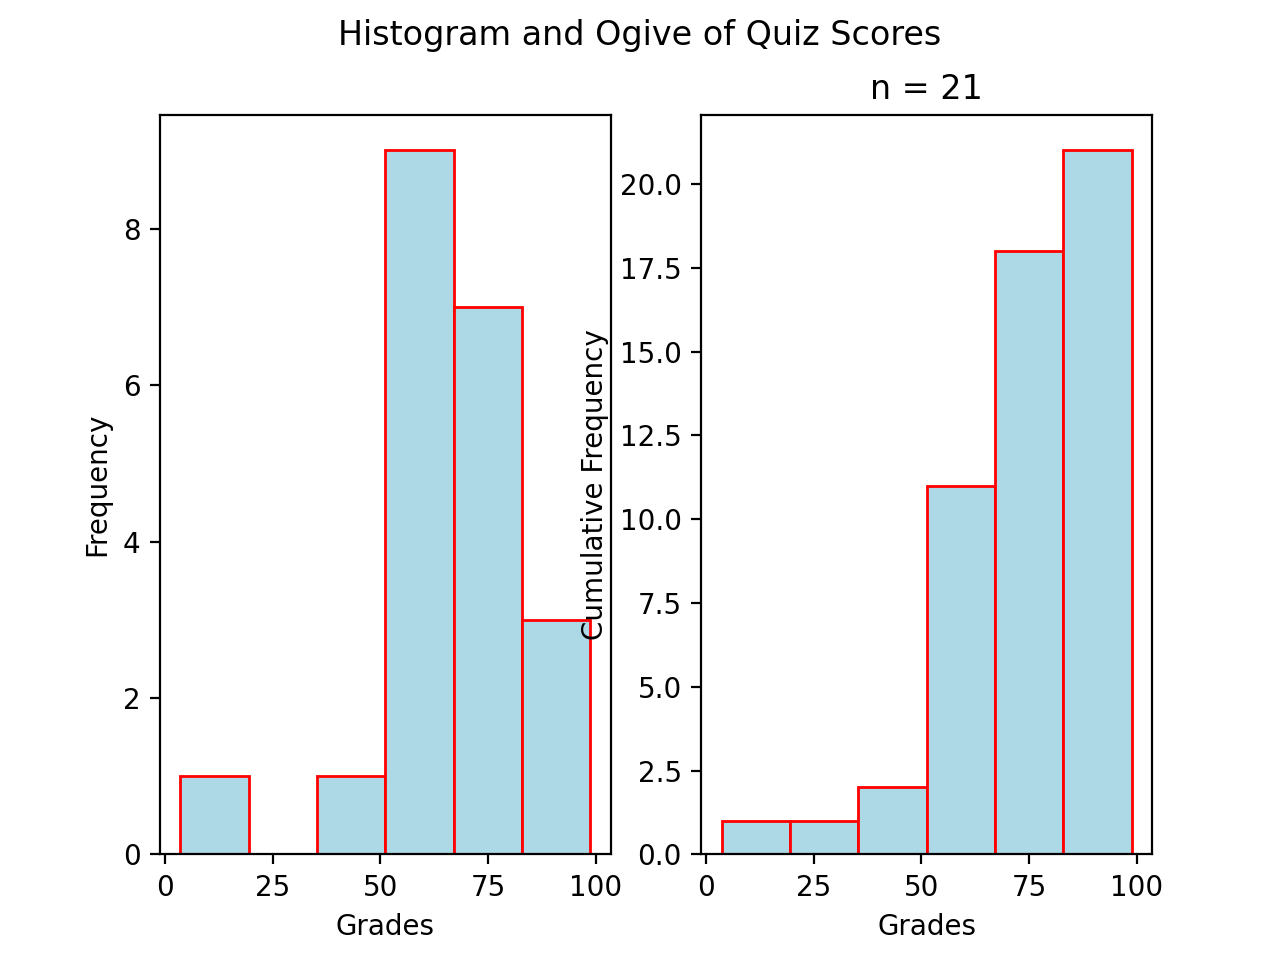 Histogram and Ogive of Quiz Scores
n = 21
Frequency
8
6
4
2
0
0 25 50 75 100
Grades
Cumulative Frequency
20.0
17.5
15.0
12.5
10.0
7.5
5.0
2.5
0.0
0 25 50 75 100
Grades